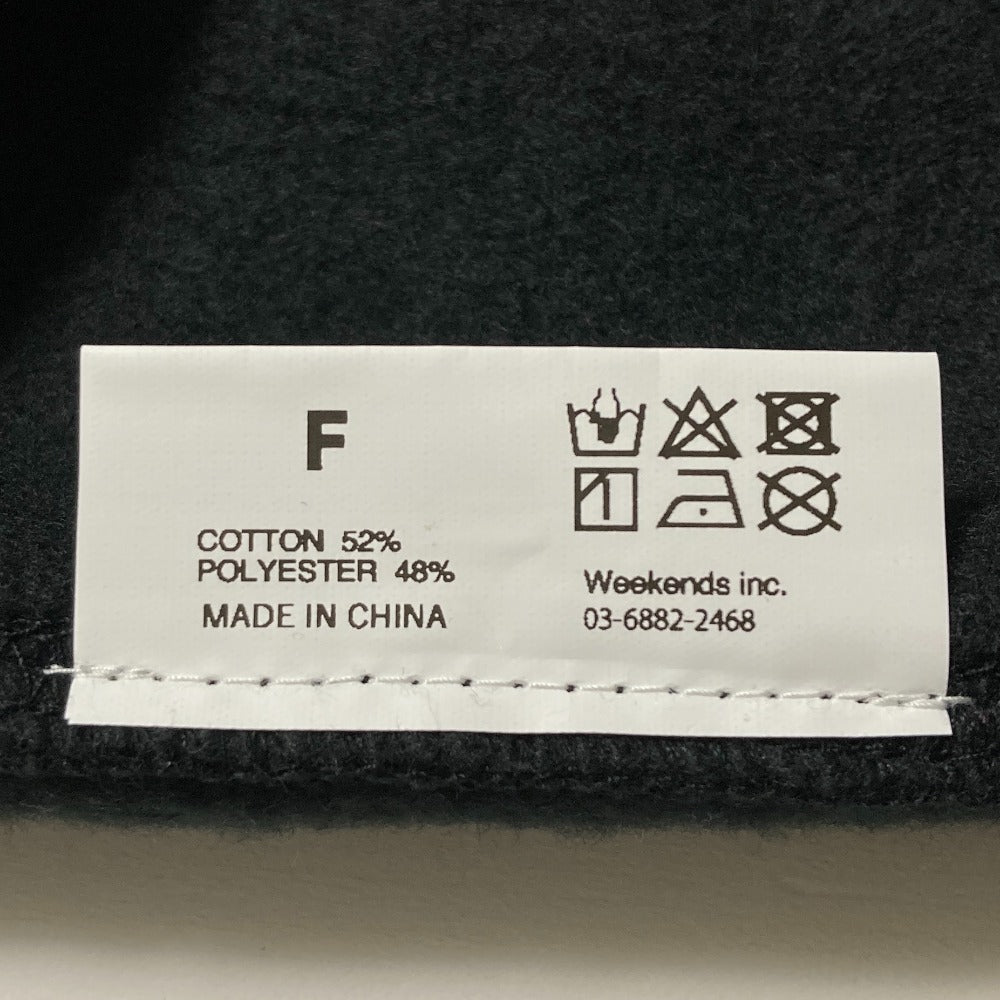 F
COTTON 52%
POLYESTER 48%
MADE IN CHINA
Weekends inc.
03-6882-2468